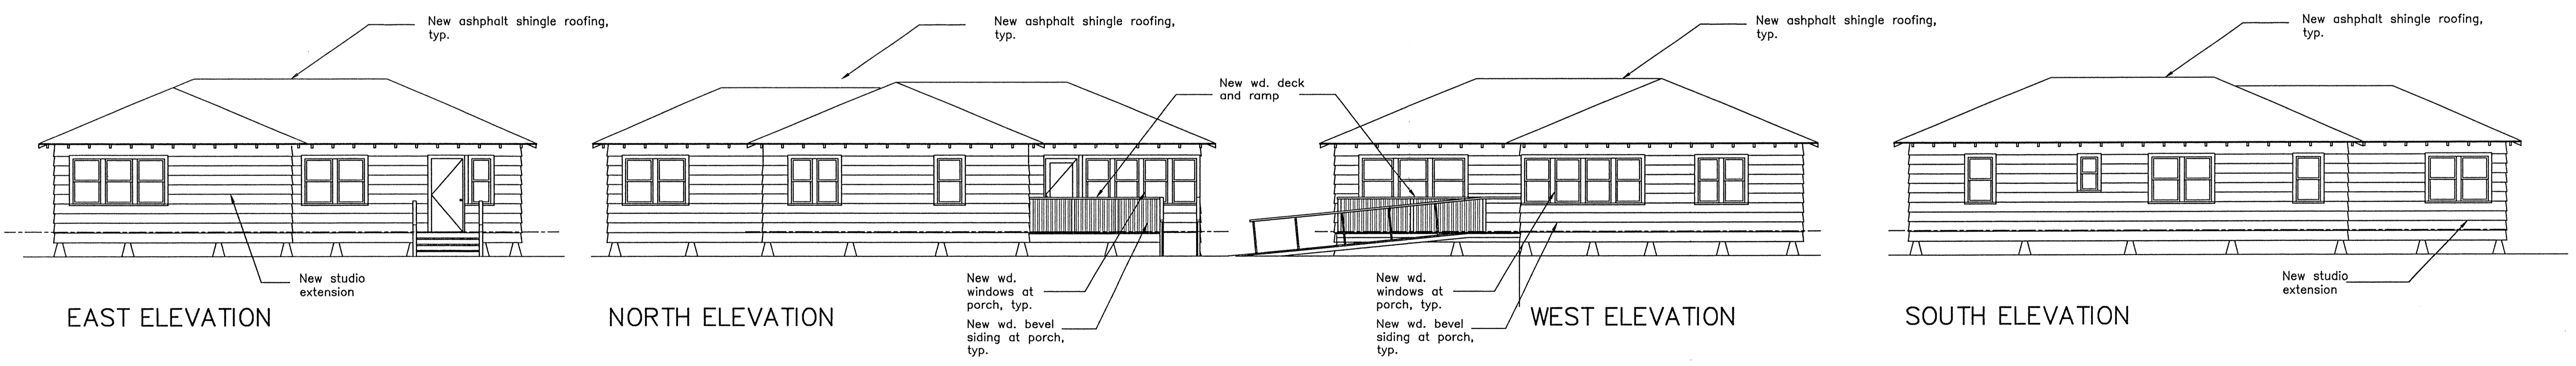 New ashphalt shingle roofing,
typ.
New ashphalt shingle roofing,
typ.
New ashphalt shingle roofing,
typ.
New ashphalt shingle roofing,
typ.
New wd. deck
and ramp
New studio
extension
New wd.
windows at
porch, typ.
New wd. bevel
siding at porch,
typ.
New wd.
windows at
porch, typ.
New wd. bevel
siding at porch,
typ.
New studio
extension
EAST ELEVATION
NORTH ELEVATION
WEST ELEVATION
SOUTH ELEVATION